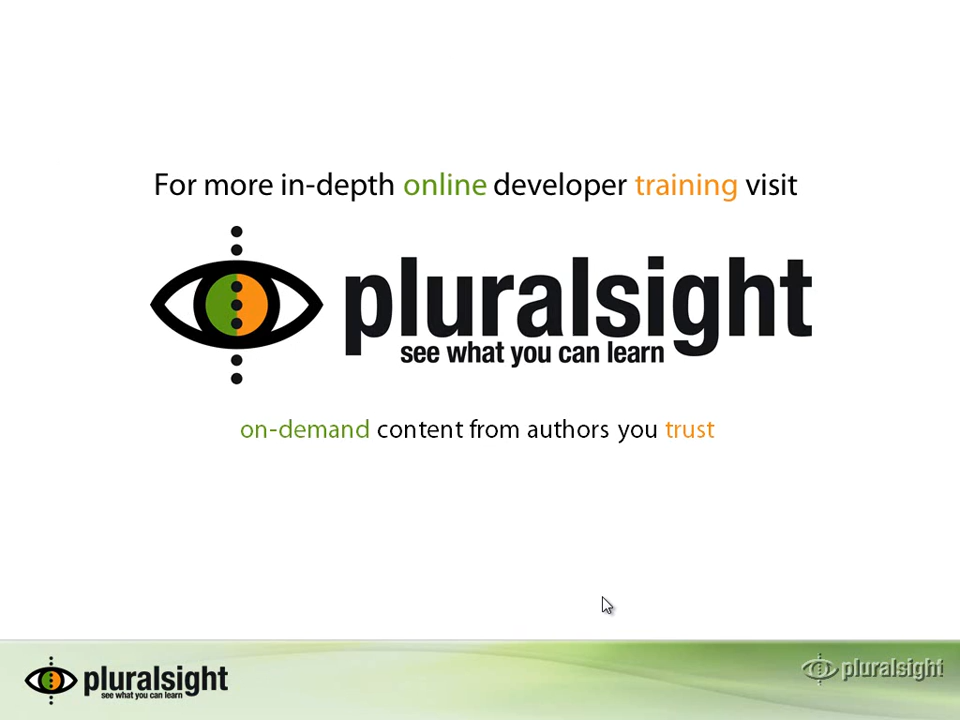 For more in-depth online developer training visit
pluralsight
see what you can learn
on-demand content from authors you trust
pluralsight
see what you can learn
pluralsight